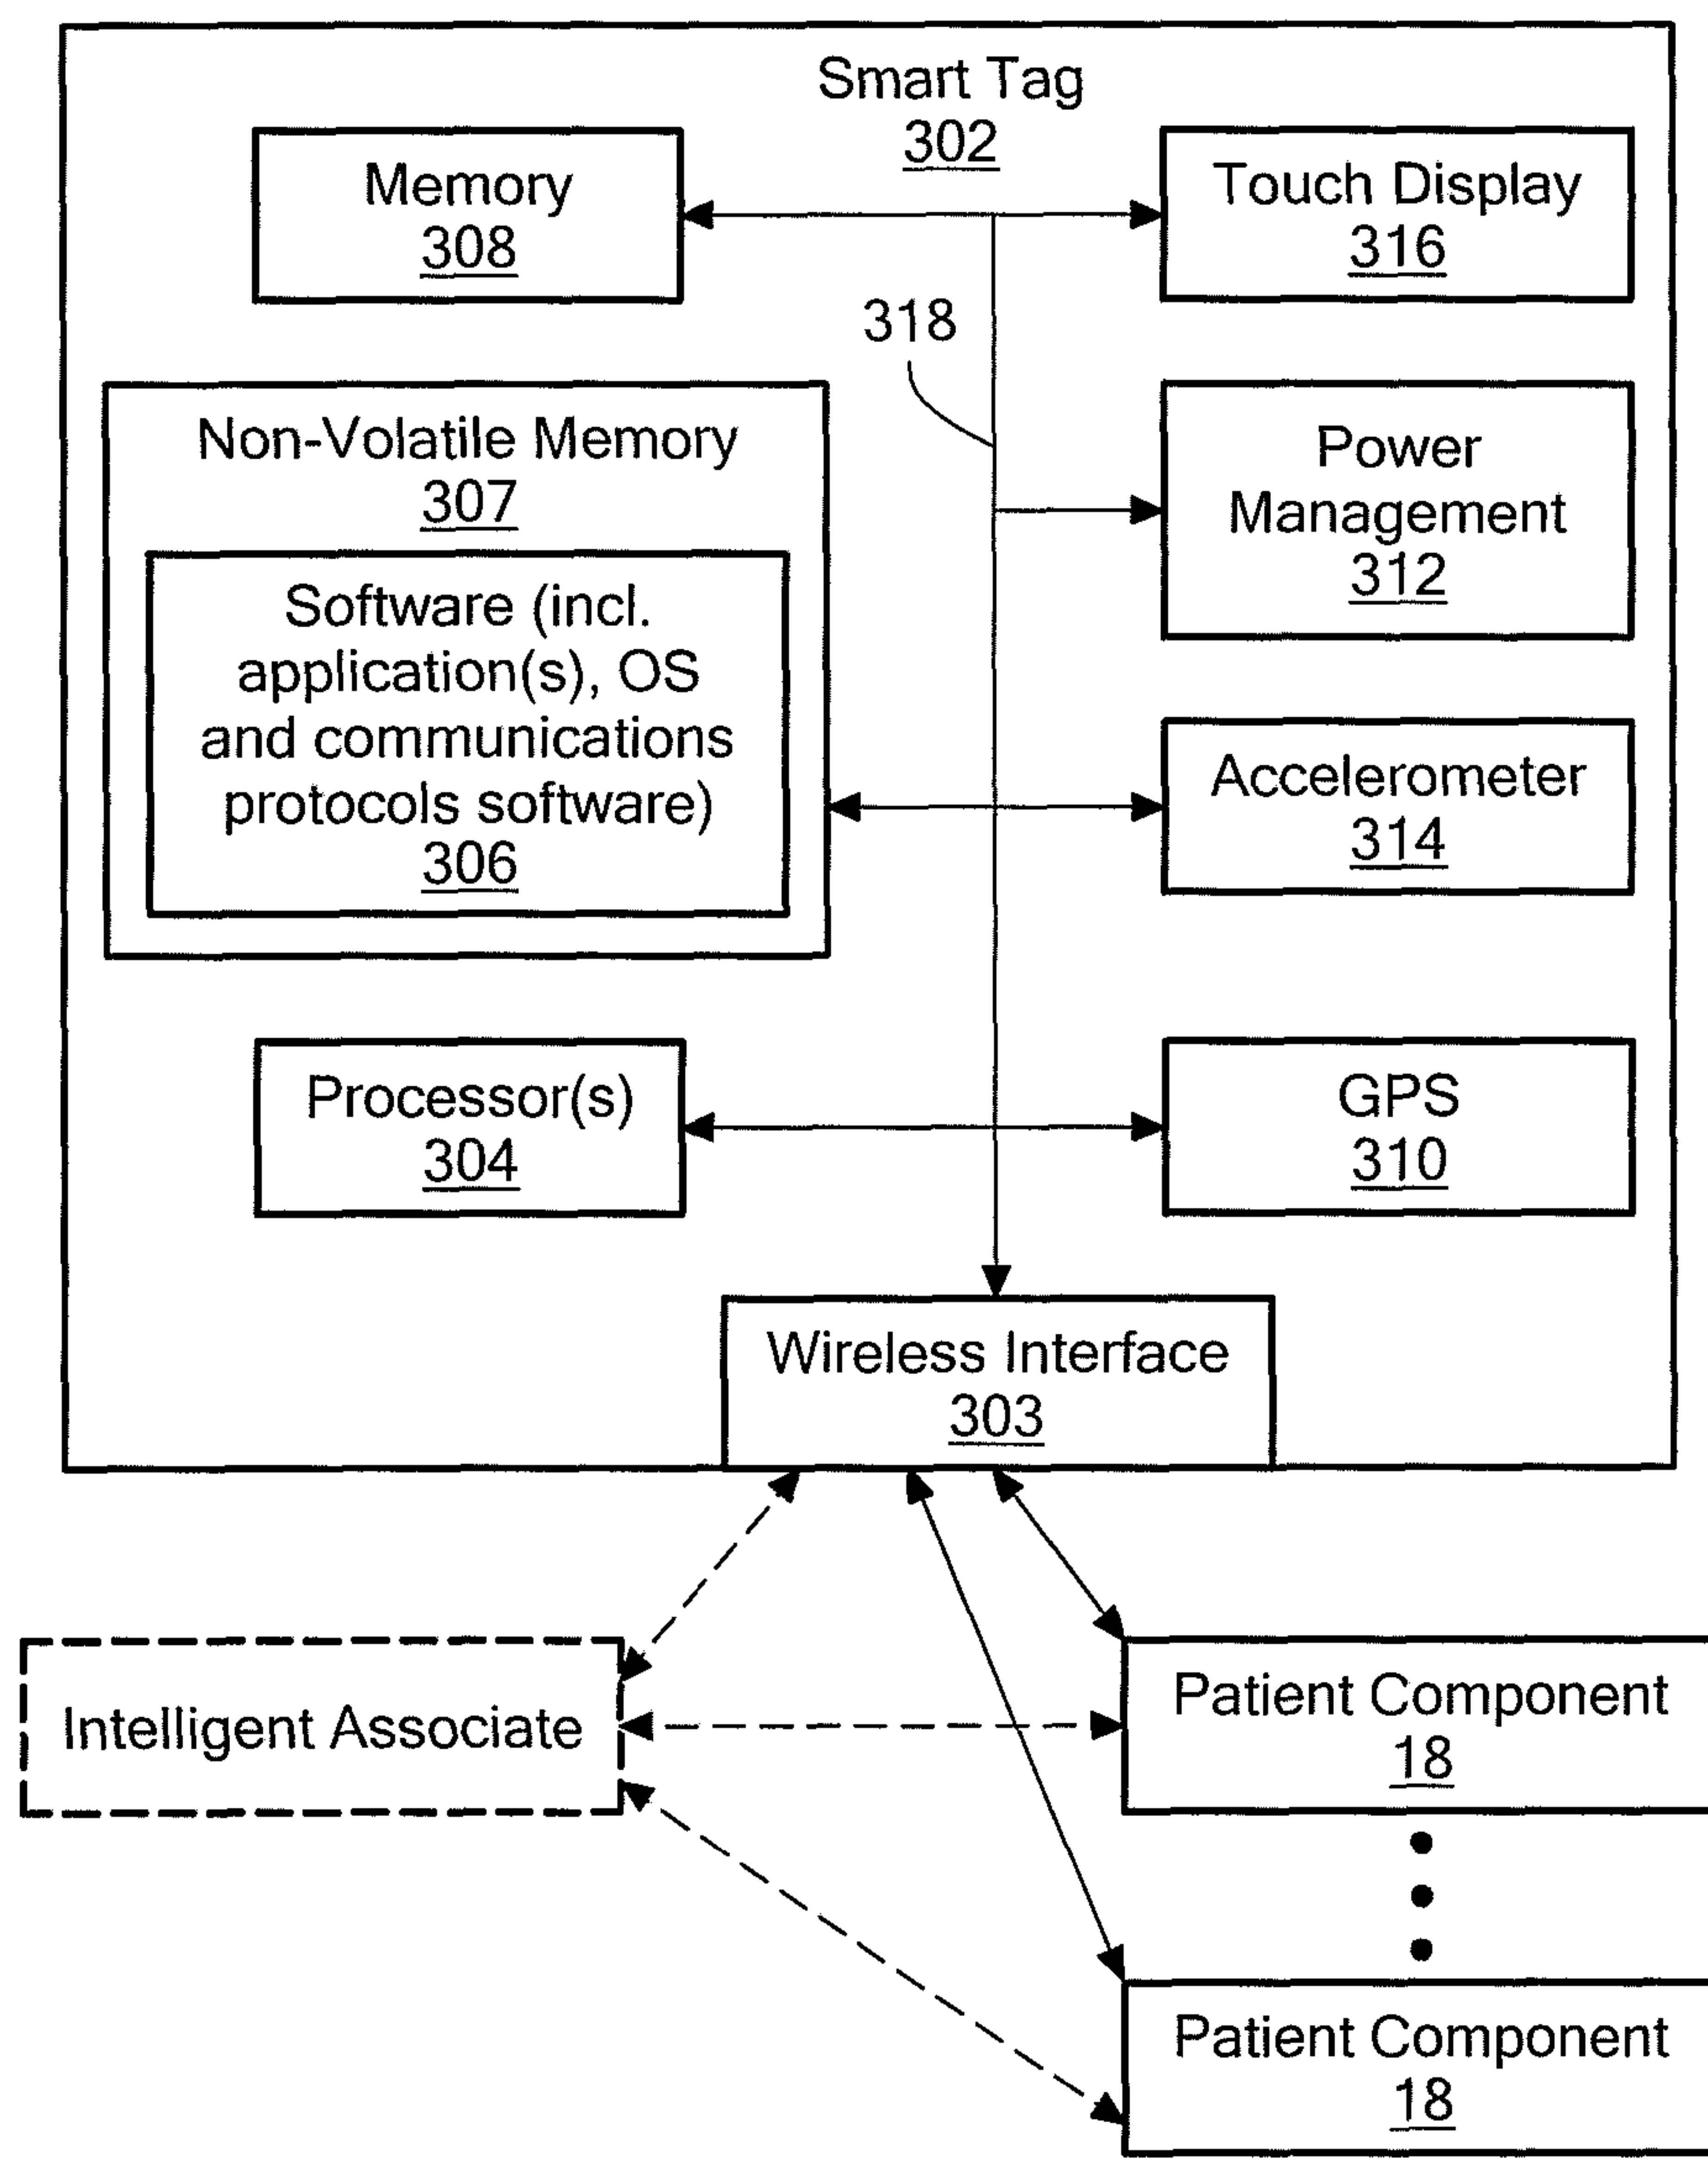 Smart Tag
302
Memory
308
Touch Display
316
318
Non-Volatile Memory
307
Software (incl.
application(s), OS
and communications
protocols software)
306
Power
Management
312
Accelerometer
314
Processor(s)
304
GPS
310
Wireless Interface
303
Intelligent Associate
Patient Component
18
Patient Component
18